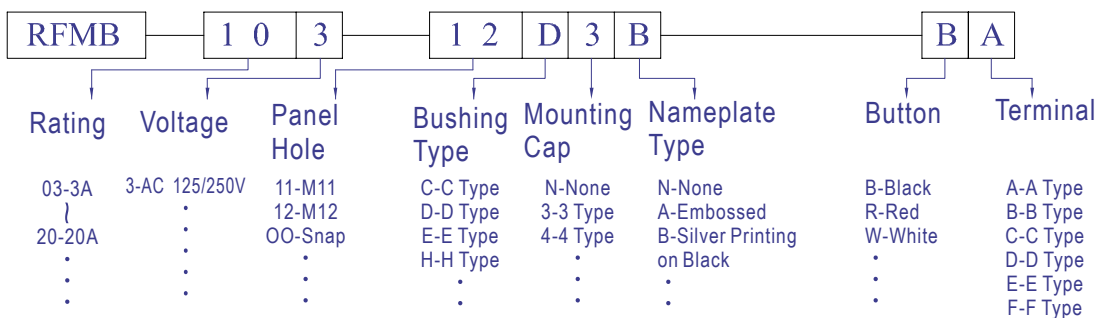 RFMB 1 0 3 1 2 D 3 B B A
Rating Voltage Panel Hole Bushing Type Mounting Cap Nameplate Type Button Terminal
03-3A 3-AC 125/250V 11-M11 C-C Type N-None N-None B-Black A-A Type
~ 12-M12 D-D Type 3-3 Type A-Embossed R-Red B-B Type
20-20A OO-Snap E-E Type 4-4 Type B-Silver Printing W-White C-C Type
H-H Type on Black D-D Type
E-E Type
F-F Type